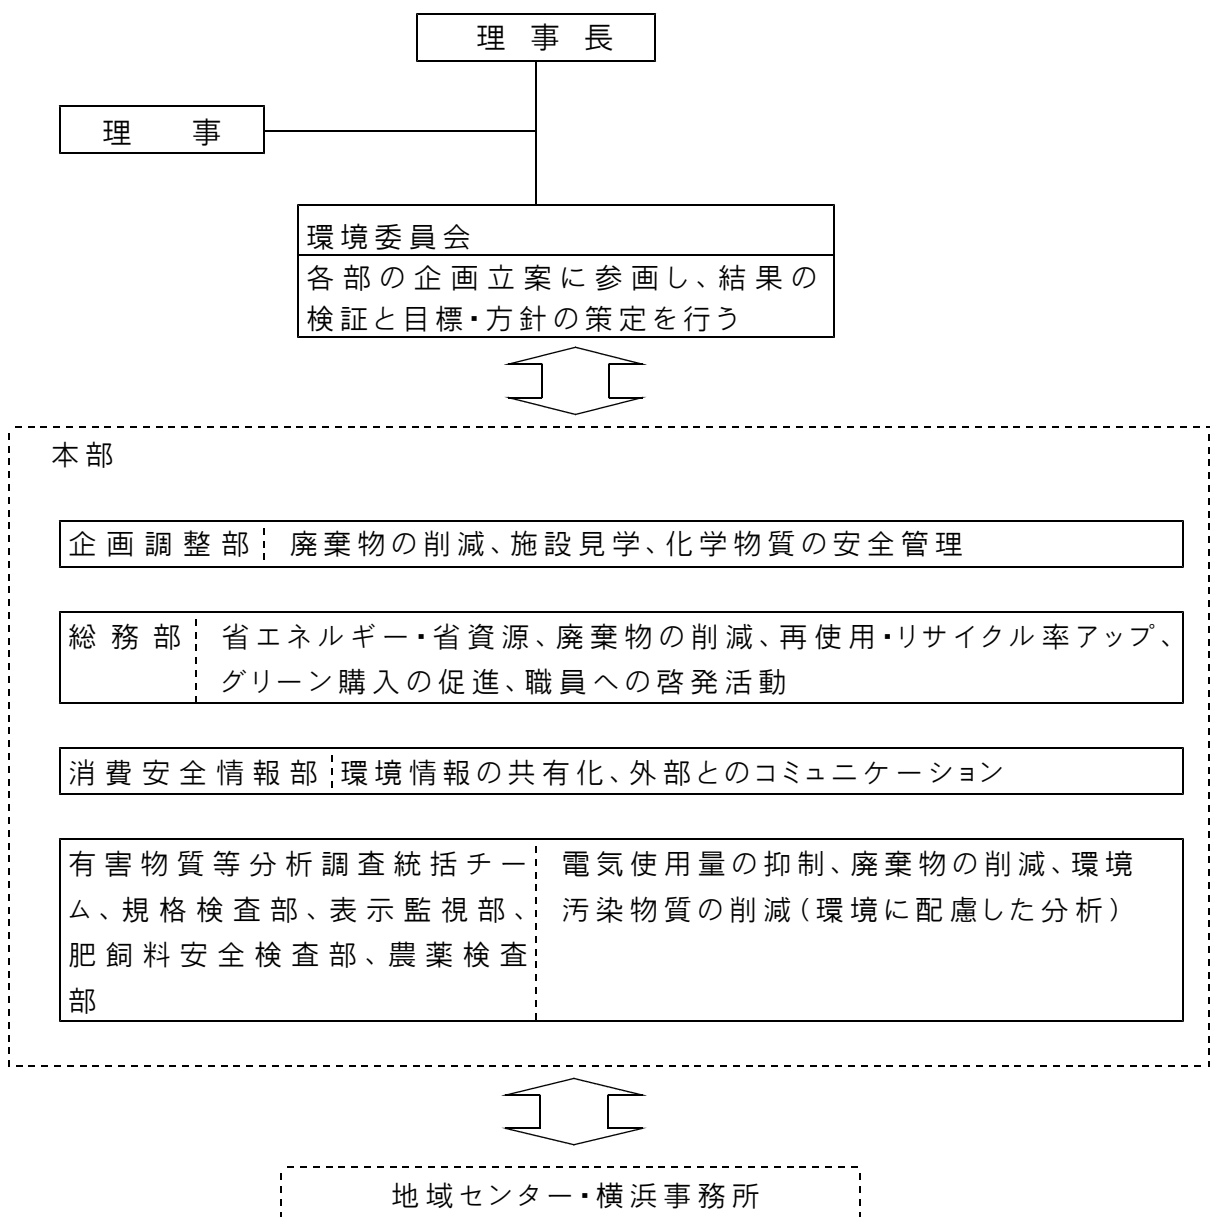 理事長
理事
環境委員会
各部の企画立案に参画し、結果の
検証と目標・方針の策定を行う
本部
企画調整部
廃棄物の削減、施設見学、化学物質の安全管理
総務部
省エネルギー・省資源、廃棄物の削減、再使用・リサイクル率アップ、
グリーン購入の促進、職員への啓発活動
消費安全情報部
環境情報の共有化、外部とのコミュニケーション
有害物質等分析調査統括チー
ム、規格検査部、表示監視部、
肥飼料安全検査部、農薬検査
部
電気使用量の抑制、廃棄物の削減、環境
汚染物質の削減（環境に配慮した分析）
地域センター・横浜事務所